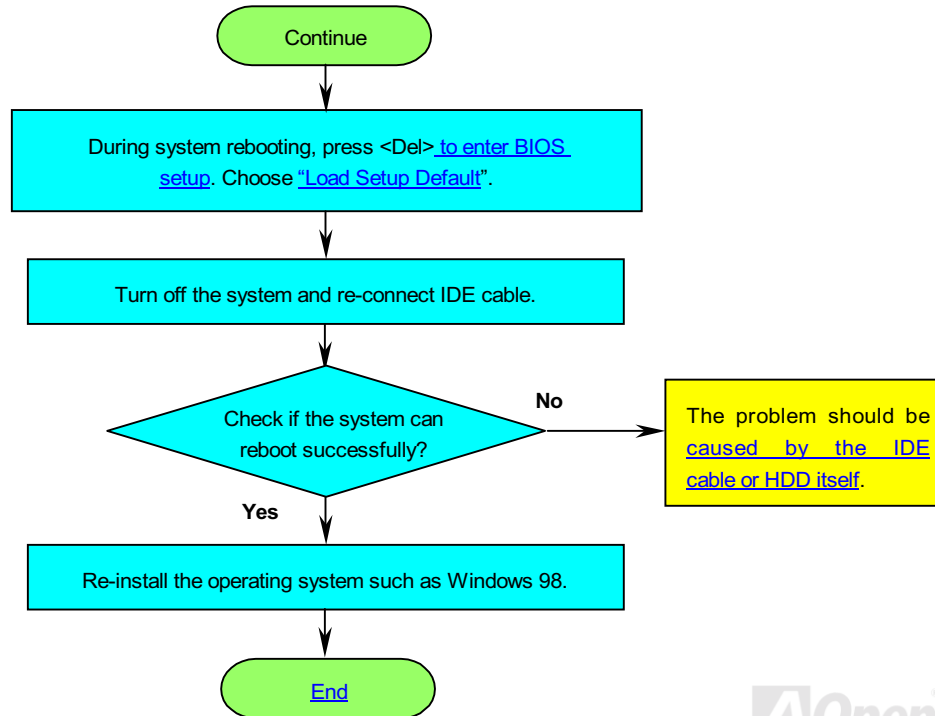 Continue
During system rebooting, press <Del> to enter BIOS
setup. Choose “Load Setup Default”.
Turn off the system and re-connect IDE cable.
Check if the system can
reboot successfully?
No
The problem should be
caused by the IDE
cable or HDD itself.
Yes
Re-install the operating system such as Windows 98.
End
AOpen